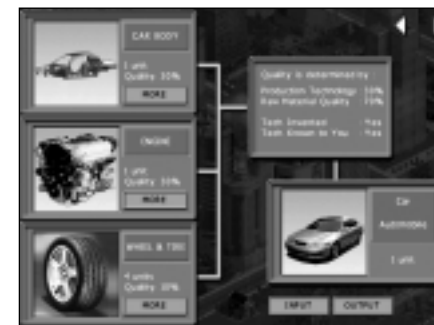 CAR BODY
1 unit
Quality 30%
MORE
ENGINE
1 unit
Quality 30%
MORE
WHEEL & TIRE
4 units
Quality 10%
MORE
Quality is determined by
Production Technology 30%
Raw Material Quality 70%
Tech Invented Yes
Tech Known to You Yes
Car
Automobile
1 unit
INPUT
OUTPUT